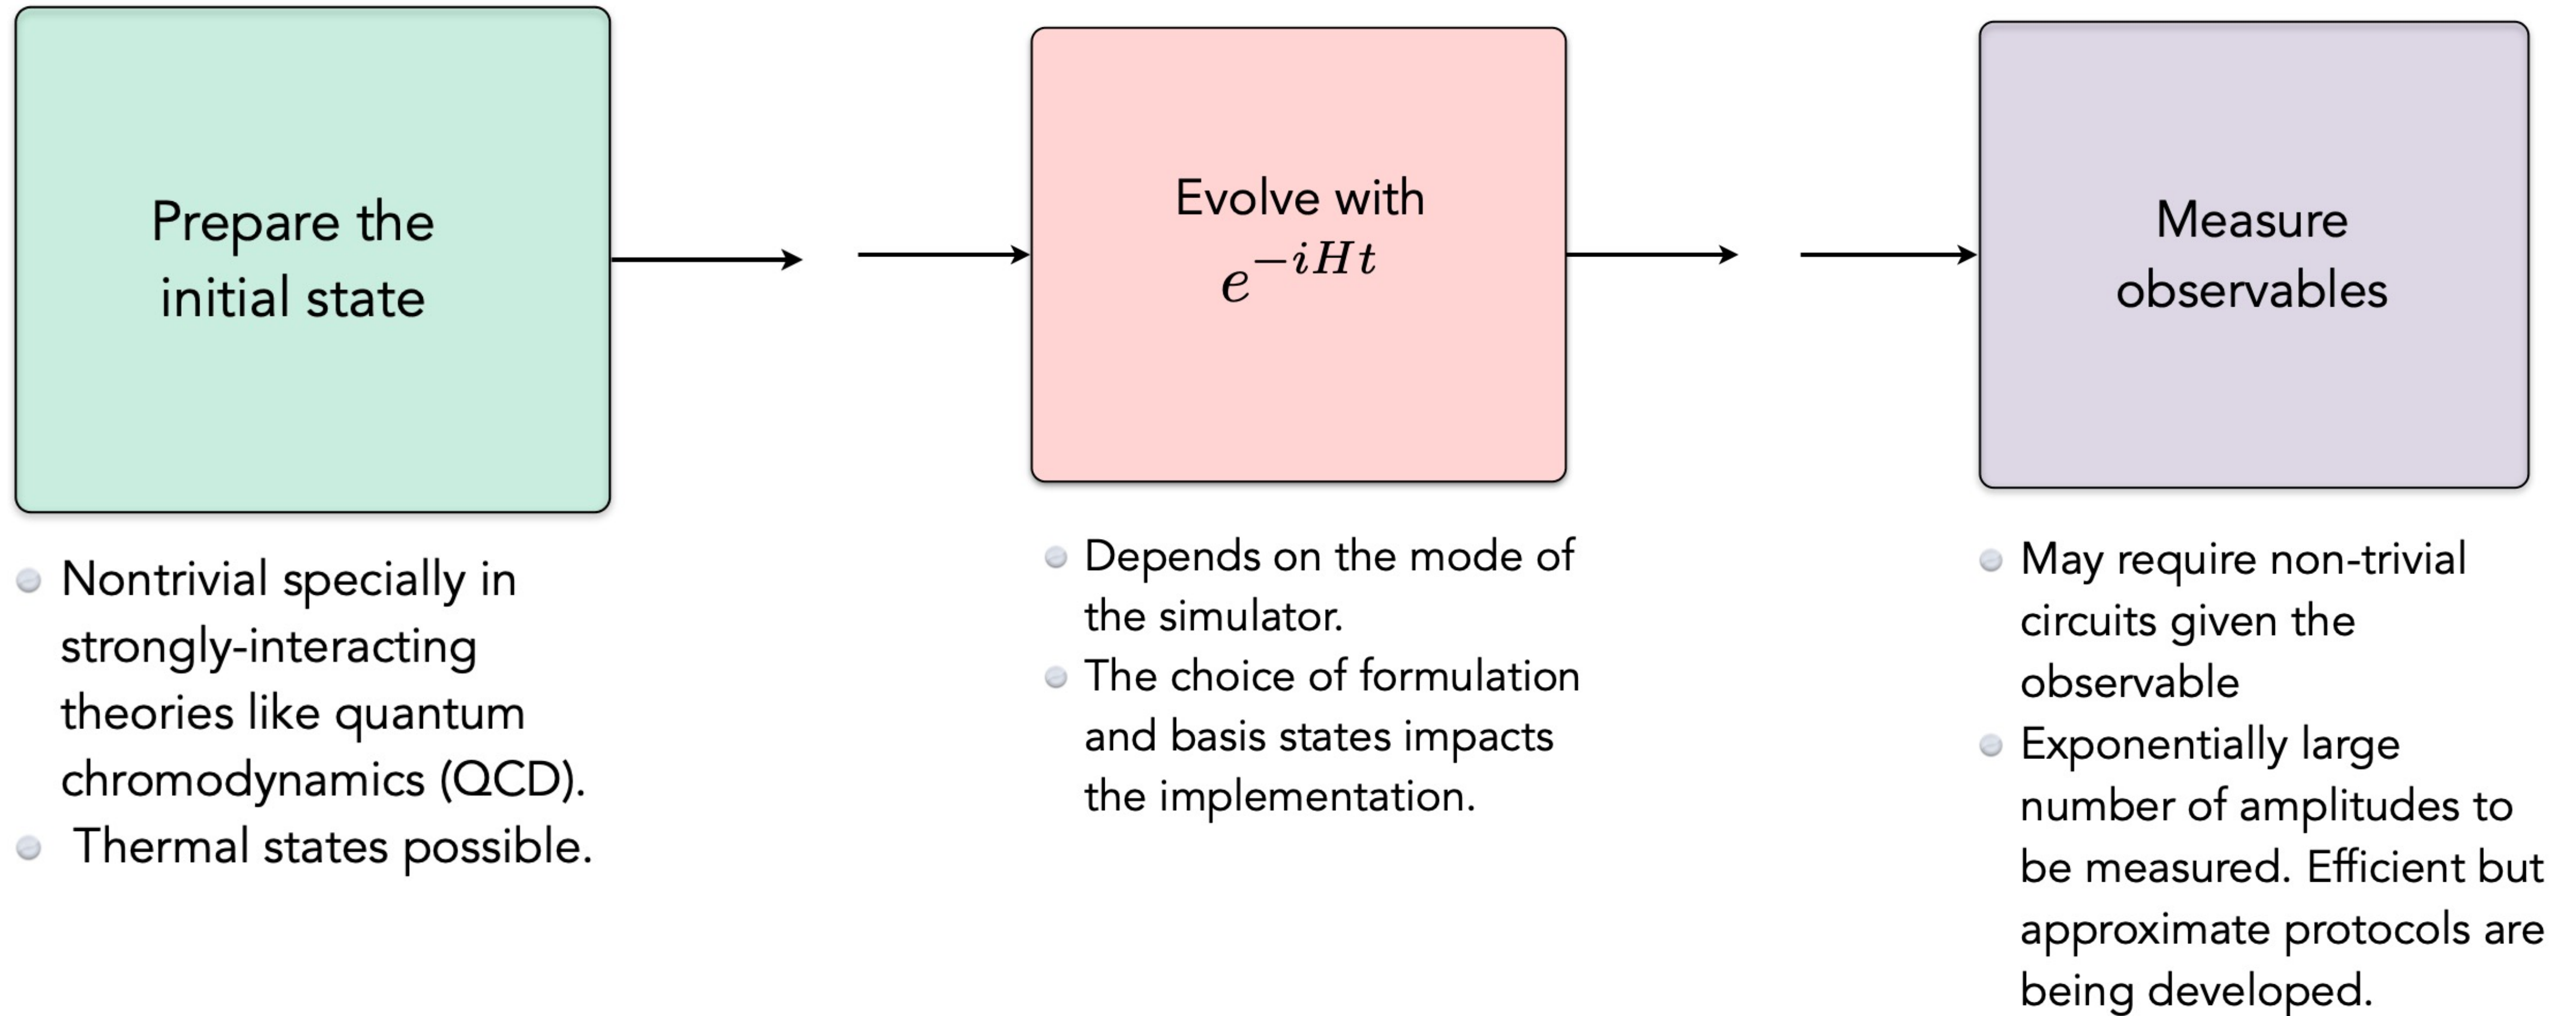 Prepare the
initial state
Nontrivial specially in
strongly-interacting
theories like quantum
chromodynamics (QCD).
Thermal states possible.
Evolve with
e^{-iHt}
Depends on the mode of
the simulator.
The choice of formulation
and basis states impacts
the implementation.
Measure
observables
May require non-trivial
circuits given the
observable
Exponentially large
number of amplitudes to
be measured. Efficient but
approximate protocols are
being developed.